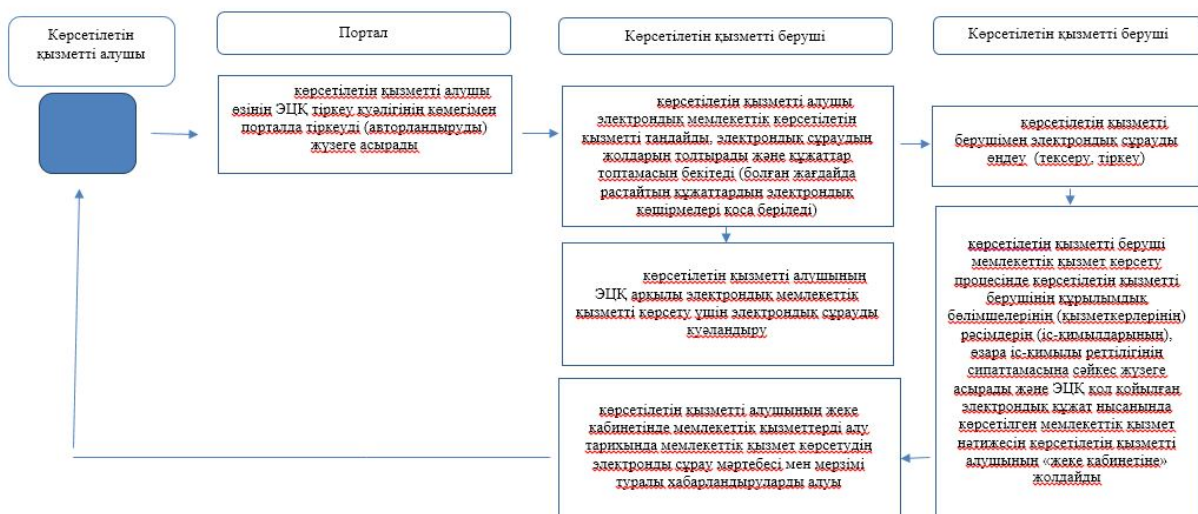 Көрсетілетін
қызметті алушы
Портал
Көрсетілетін қызметті беруші
Көрсетілетін қызметті беруші
көрсетілетін қызметті алушы
өзінің ЭЦҚ тіркеу куәлігінің көмегімен
порталда тіркеуді (авторландыруды)
жүзеге асырады
көрсетілетін қызметті алушы
электрондық мемлекеттік көрсетілетін
қызметті таңдайды, электрондық сұраудың
жолдарын толтырады және құжаттар
топтамасын бекітеді (болған жағдайда
растайтын құжаттардың электрондық
көшірмелері қоса беріледі)
көрсетілетін қызметті
берушімен электрондық сұрауды
өңдеу (тексеру, тіркеу)
көрсетілетін қызметті алушының
ЭЦҚ арқылы электрондық мемлекеттік
қызметті көрсету үшін электрондық сұрауды
куәландыру
көрсетілетін қызметті беруші
мемлекеттік қызмет көрсету
процесінде көрсетілетін қызметті
берушінің құрылымдық
бөлімшелерінің (қызметкерлерінің)
рәсімдерін (іс-қимылдарының),
өзара іс-қимылы реттілігінің
сипаттамасына сәйкес жүзеге
асырады және ЭЦҚ қол қойылған
электрондық құжат нысанында
көрсетілген мемлекеттік қызмет
нәтижесін көрсетілетін қызметті
алушының «жеке кабинетіне»
жолдайды
көрсетілетін қызметті алушының жеке
кабинетінде мемлекеттік қызметтерді алу
тарихында мемлекеттік қызмет көрсетудің
электронды сұрау мәртебесі мен мерзімі
туралы хабарландыруларды алуы